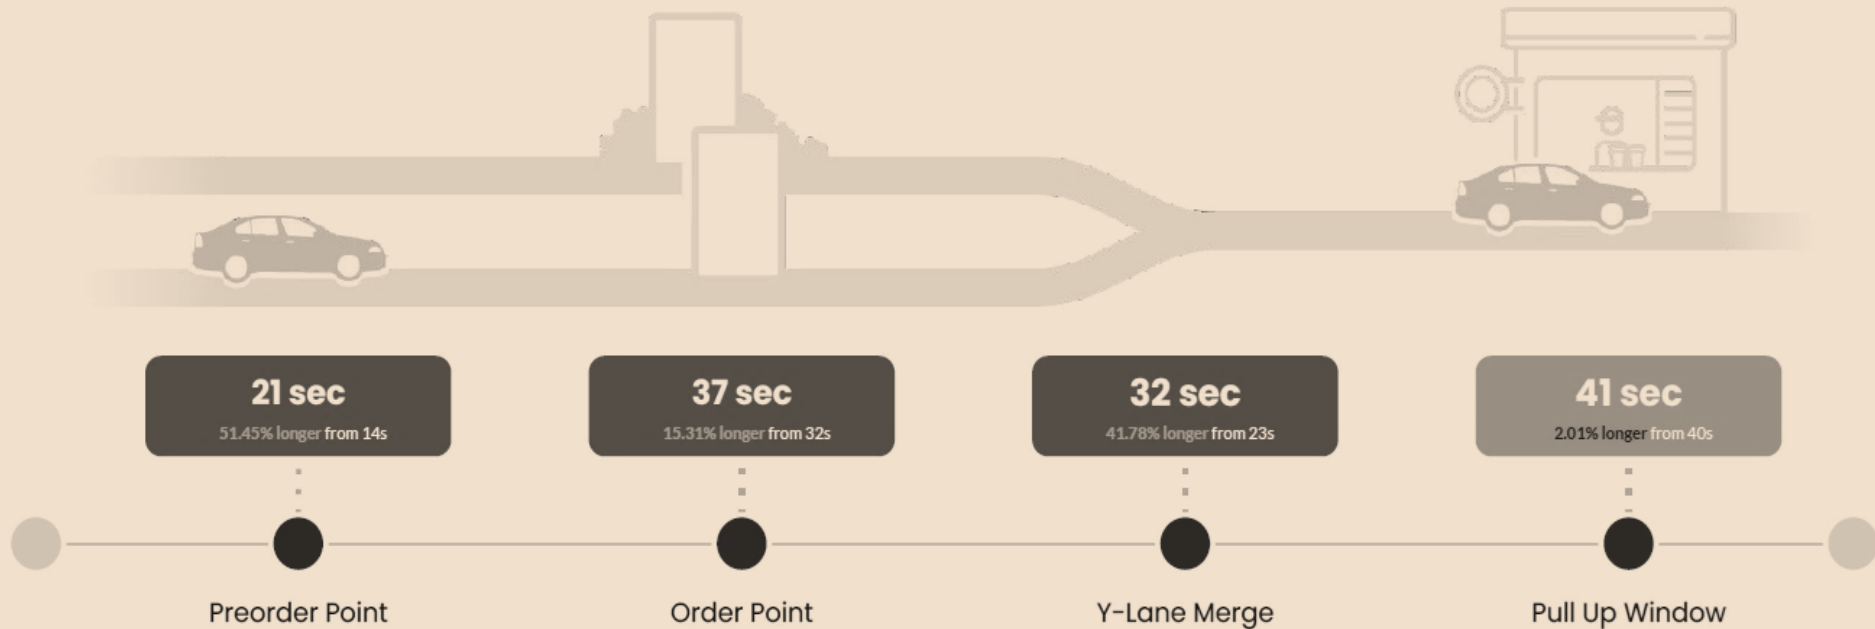 21 sec
51.45% longer from 14s
37 sec
15.31% longer from 32s
32 sec
41.78% longer from 23s
41 sec
2.01% longer from 40s
Preorder Point
Order Point
Y-Lane Merge
Pull Up Window